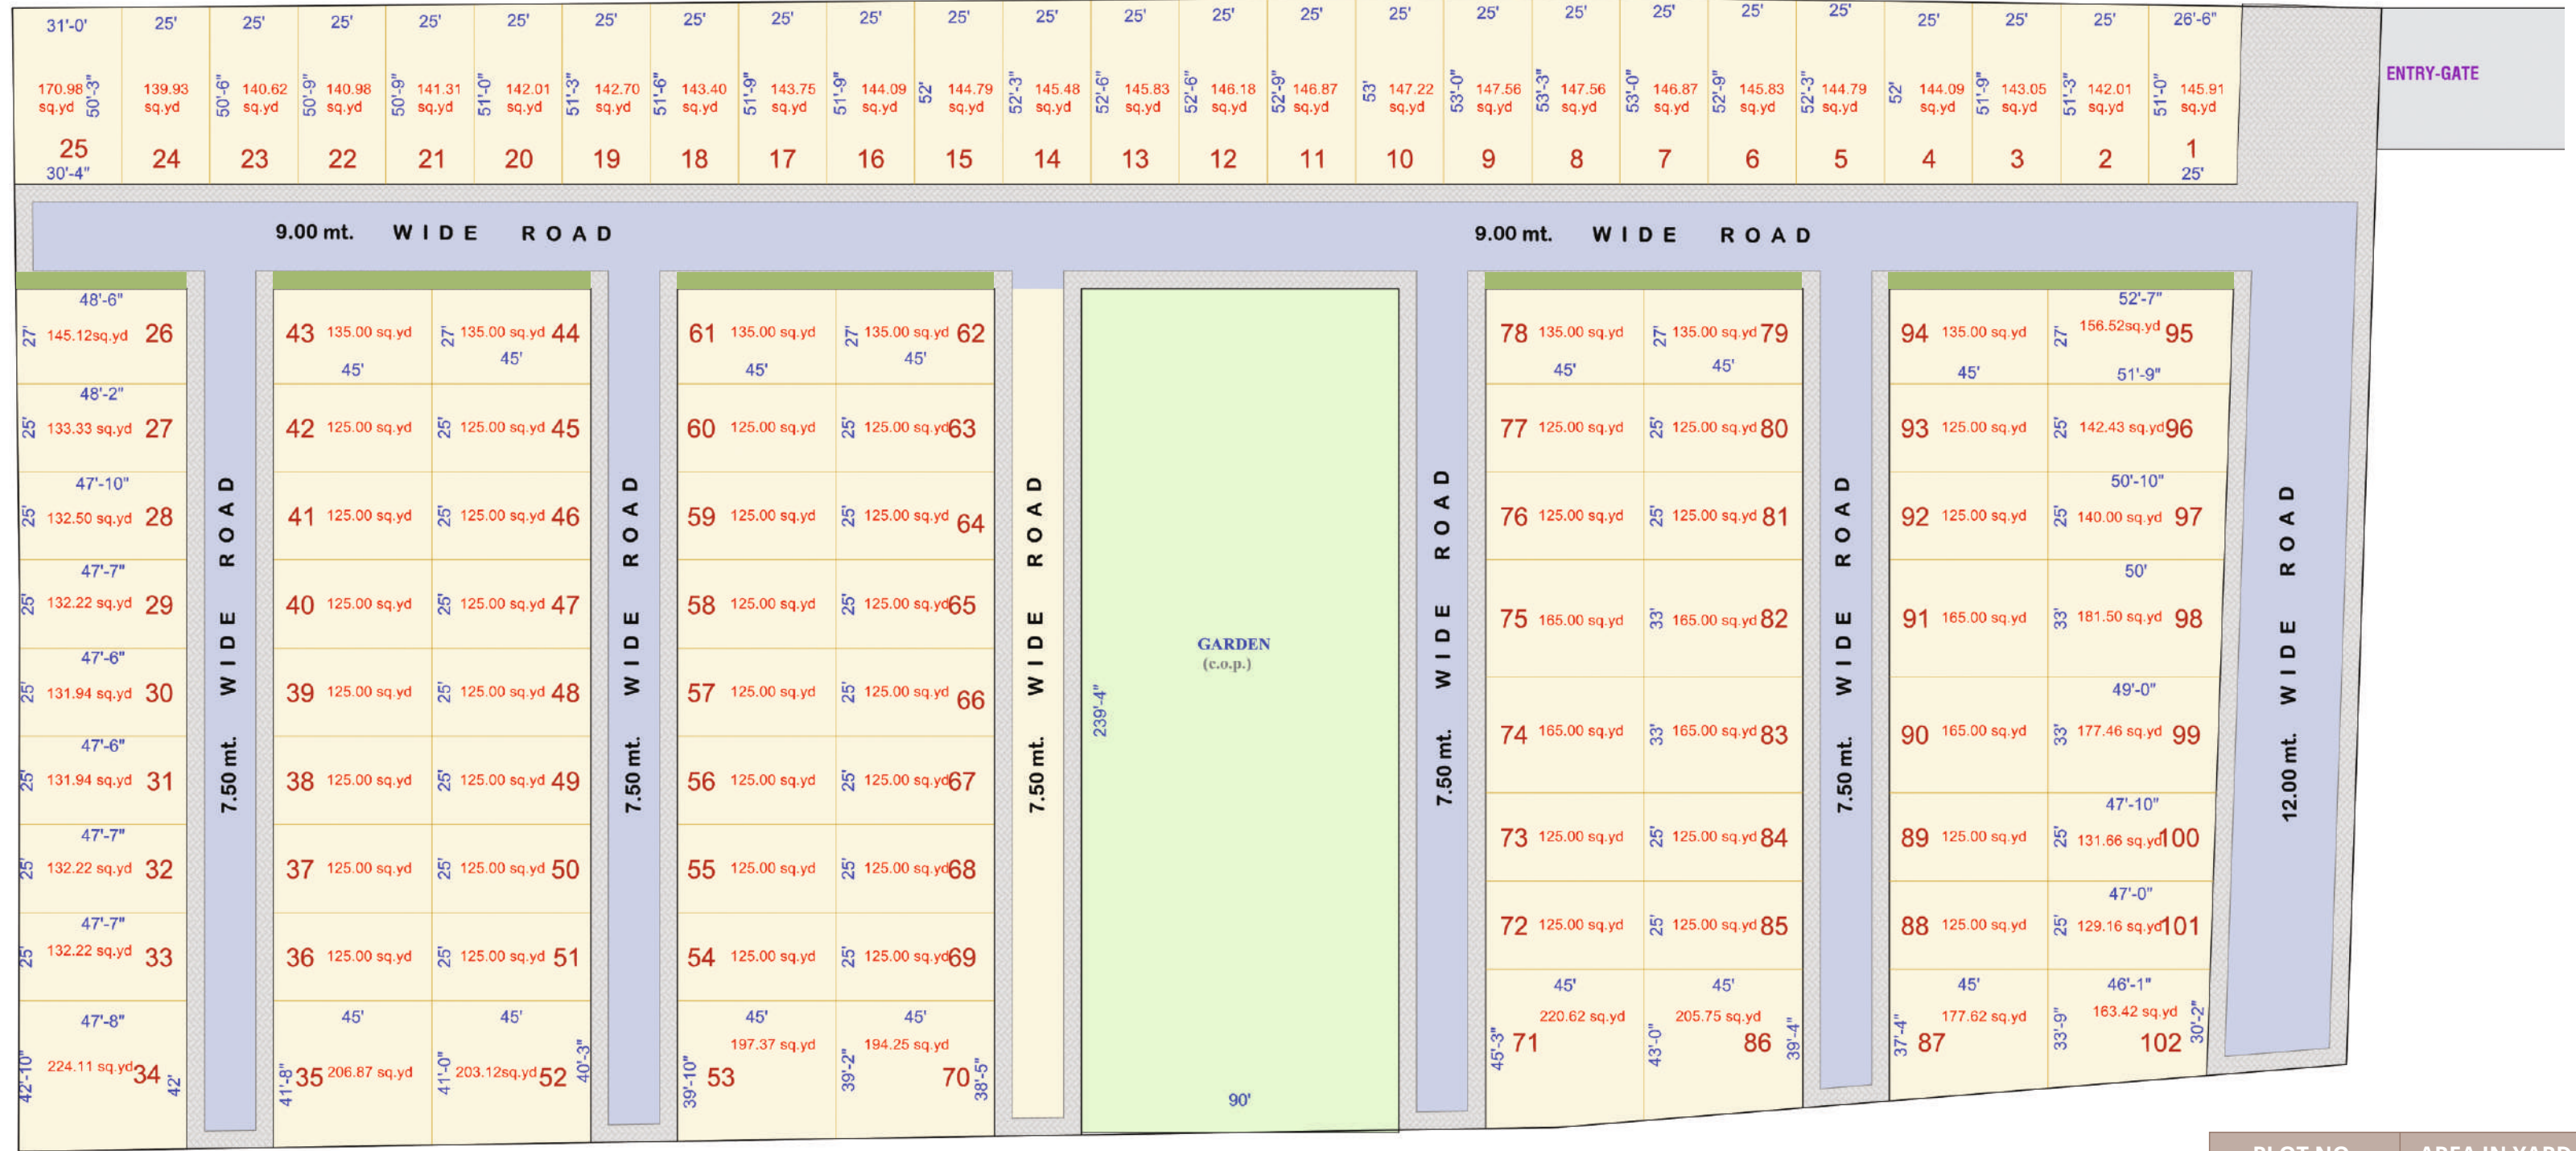 31'-0' 25' 25' 25' 25' 25' 25' 25' 25' 25' 25' 25' 25' 25' 25' 25' 25' 25' 25' 25' 25' 25' 25' 25' 26'-6"
170.98 sq.yd 50'-3" 25 30'-4"
139.93 sq.yd 24
50'-6" 140.62 sq.yd 23
50'-9" 140.98 sq.yd 22
50'-9" 141.31 sq.yd 21
51'-0" 142.01 sq.yd 20
51'-3" 142.70 sq.yd 19
51'-6" 143.40 sq.yd 18
51'-9" 143.75 sq.yd 17
51'-9" 144.09 sq.yd 16
52' 144.79 sq.yd 15
52'-3" 145.48 sq.yd 14
52'-6" 145.83 sq.yd 13
52'-6" 146.18 sq.yd 12
52'-9" 146.87 sq.yd 11
53' 147.22 sq.yd 10
53'-0" 147.56 sq.yd 9
53'-3" 147.56 sq.yd 8
53'-0" 146.87 sq.yd 7
52'-9" 145.83 sq.yd 6
52'-3" 144.79 sq.yd 5
52' 144.09 sq.yd 4
51'-9" 143.05 sq.yd 3
51'-3" 142.01 sq.yd 2
51'-0" 145.91 sq.yd 1 25'
ENTRY-GATE
9.00 mt. WIDE ROAD
9.00 mt. WIDE ROAD
48'-6"
27' 145.12sq.yd 26
48'-2"
25' 133.33 sq.yd 27
47'-10"
25' 132.50 sq.yd 28
47'-7"
25' 132.22 sq.yd 29
47'-6"
25' 131.94 sq.yd 30
47'-6"
25' 131.94 sq.yd 31
47'-7"
25' 132.22 sq.yd 32
47'-7"
25' 132.22 sq.yd 33
47'-8"
42'-10" 224.11 sq.yd 34 42'
7.50 mt. WIDE ROAD
43 135.00 sq.yd 27' 135.00 sq.yd 44
45' 45'
42 125.00 sq.yd 25' 125.00 sq.yd 45
41 125.00 sq.yd 25' 125.00 sq.yd 46
40 125.00 sq.yd 25' 125.00 sq.yd 47
39 125.00 sq.yd 25' 125.00 sq.yd 48
38 125.00 sq.yd 25' 125.00 sq.yd 49
37 125.00 sq.yd 25' 125.00 sq.yd 50
36 125.00 sq.yd 25' 125.00 sq.yd 51
45' 45'
41'-8" 35 206.87 sq.yd 41'-0" 203.12sq.yd 52 40'-3"
7.50 mt. WIDE ROAD
61 135.00 sq.yd 27' 135.00 sq.yd 62
45' 45'
60 125.00 sq.yd 25' 125.00 sq.yd 63
59 125.00 sq.yd 25' 125.00 sq.yd 64
58 125.00 sq.yd 25' 125.00 sq.yd 65
57 125.00 sq.yd 25' 125.00 sq.yd 66
56 125.00 sq.yd 25' 125.00 sq.yd 67
55 125.00 sq.yd 25' 125.00 sq.yd 68
54 125.00 sq.yd 25' 125.00 sq.yd 69
45' 45'
197.37 sq.yd 194.25 sq.yd
39'-10" 53 39'-2" 70 38'-5"
7.50 mt. WIDE ROAD
GARDEN
(c.o.p.)
239'-4"
90'
7.50 mt. WIDE ROAD
78 135.00 sq.yd 27' 135.00 sq.yd 79
45' 45'
77 125.00 sq.yd 25' 125.00 sq.yd 80
76 125.00 sq.yd 25' 125.00 sq.yd 81
75 165.00 sq.yd 33' 165.00 sq.yd 82
74 165.00 sq.yd 33' 165.00 sq.yd 83
73 125.00 sq.yd 25' 125.00 sq.yd 84
72 125.00 sq.yd 25' 125.00 sq.yd 85
45' 45'
220.62 sq.yd 205.75 sq.yd
45'-3" 71 43'-0" 86 39'-4"
7.50 mt. WIDE ROAD
52'-7"
94 135.00 sq.yd 27' 156.52sq.yd 95
45' 51'-9"
93 125.00 sq.yd 25' 142.43 sq.yd 96
50'-10"
92 125.00 sq.yd 25' 140.00 sq.yd 97
50'
91 165.00 sq.yd 33' 181.50 sq.yd 98
49'-0"
90 165.00 sq.yd 33' 177.46 sq.yd 99
47'-10"
89 125.00 sq.yd 25' 131.66 sq.yd 100
47'-0"
88 125.00 sq.yd 25' 129.16 sq.yd 101
45' 46'-1"
177.62 sq.yd 163.42 sq.yd
37'-4" 87 33'-9" 102 30'-2"
12.00 mt. WIDE ROAD